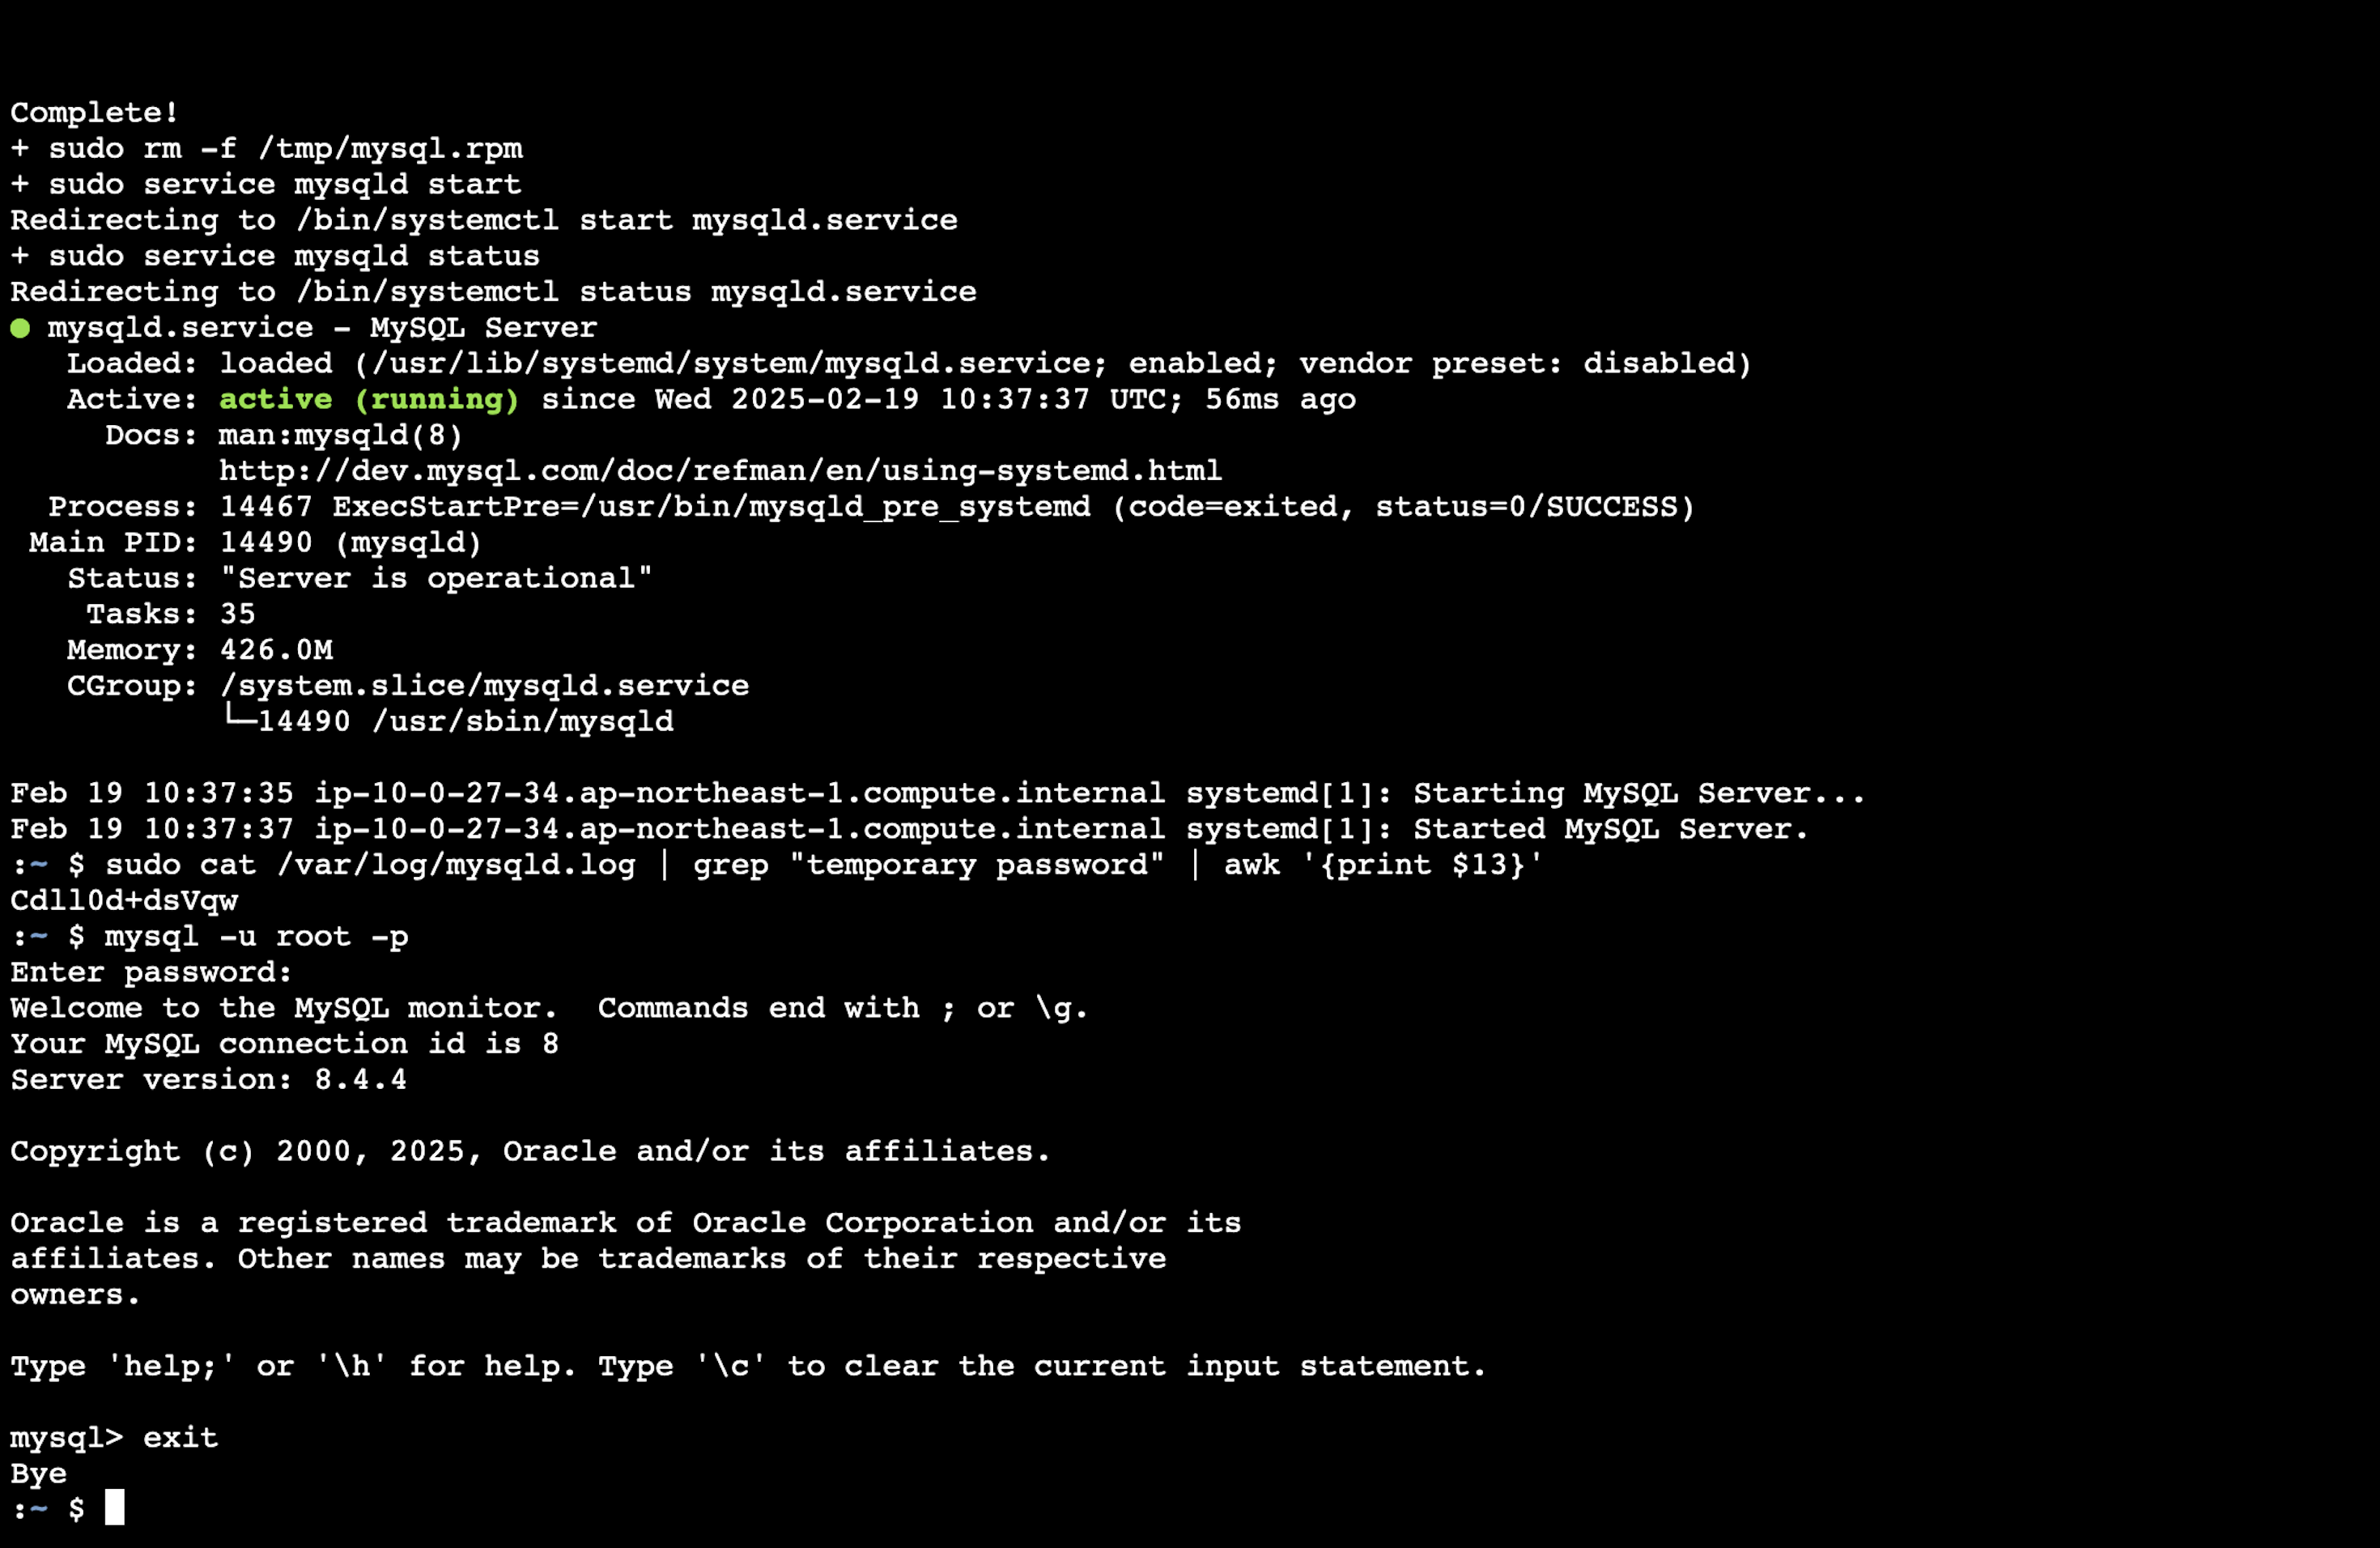 Complete!
+ sudo rm -f /tmp/mysql.rpm
+ sudo service mysqld start
Redirecting to /bin/systemctl start mysqld.service
+ sudo service mysqld status
Redirecting to /bin/systemctl status mysqld.service
● mysqld.service - MySQL Server
   Loaded: loaded (/usr/lib/systemd/system/mysqld.service; enabled; vendor preset: disabled)
   Active: active (running) since Wed 2025-02-19 10:37:37 UTC; 56ms ago
     Docs: man:mysqld(8)
           http://dev.mysql.com/doc/refman/en/using-systemd.html
  Process: 14467 ExecStartPre=/usr/bin/mysqld_pre_systemd (code=exited, status=0/SUCCESS)
 Main PID: 14490 (mysqld)
   Status: "Server is operational"
    Tasks: 35
   Memory: 426.0M
   CGroup: /system.slice/mysqld.service
           └─14490 /usr/sbin/mysqld

Feb 19 10:37:35 ip-10-0-27-34.ap-northeast-1.compute.internal systemd[1]: Starting MySQL Server...
Feb 19 10:37:37 ip-10-0-27-34.ap-northeast-1.compute.internal systemd[1]: Started MySQL Server.
:~ $ sudo cat /var/log/mysqld.log | grep "temporary password" | awk '{print $13}'
Cdll0d+dsVqw
:~ $ mysql -u root -p
Enter password:
Welcome to the MySQL monitor.  Commands end with ; or \g.
Your MySQL connection id is 8
Server version: 8.4.4

Copyright (c) 2000, 2025, Oracle and/or its affiliates.

Oracle is a registered trademark of Oracle Corporation and/or its
affiliates. Other names may be trademarks of their respective
owners.

Type 'help;' or '\h' for help. Type '\c' to clear the current input statement.

mysql> exit
Bye
:~ $